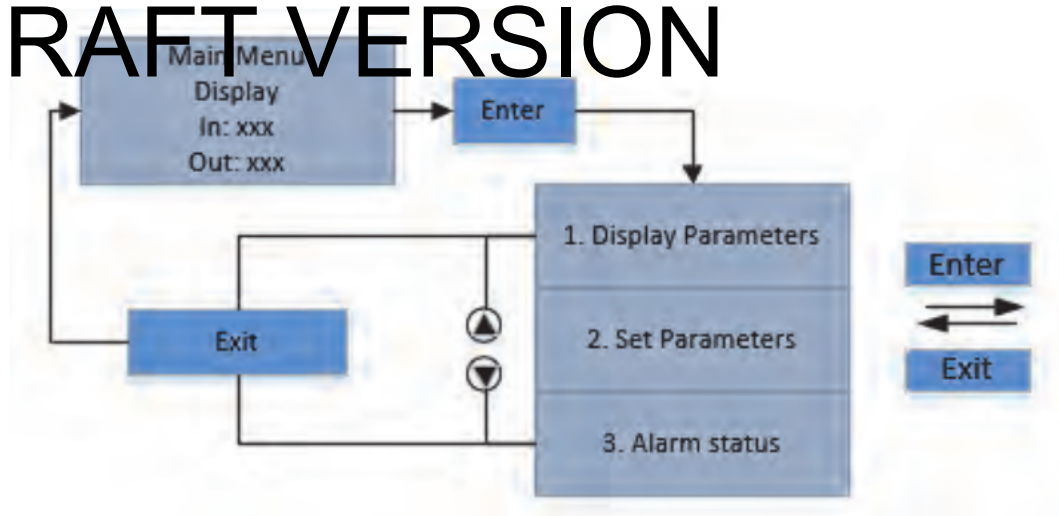 RAFT VERSION
Main Menu
Display
In: xxx
Out: xxx
Enter
1. Display Parameters
2. Set Parameters
3. Alarm status
Exit
Enter
Exit